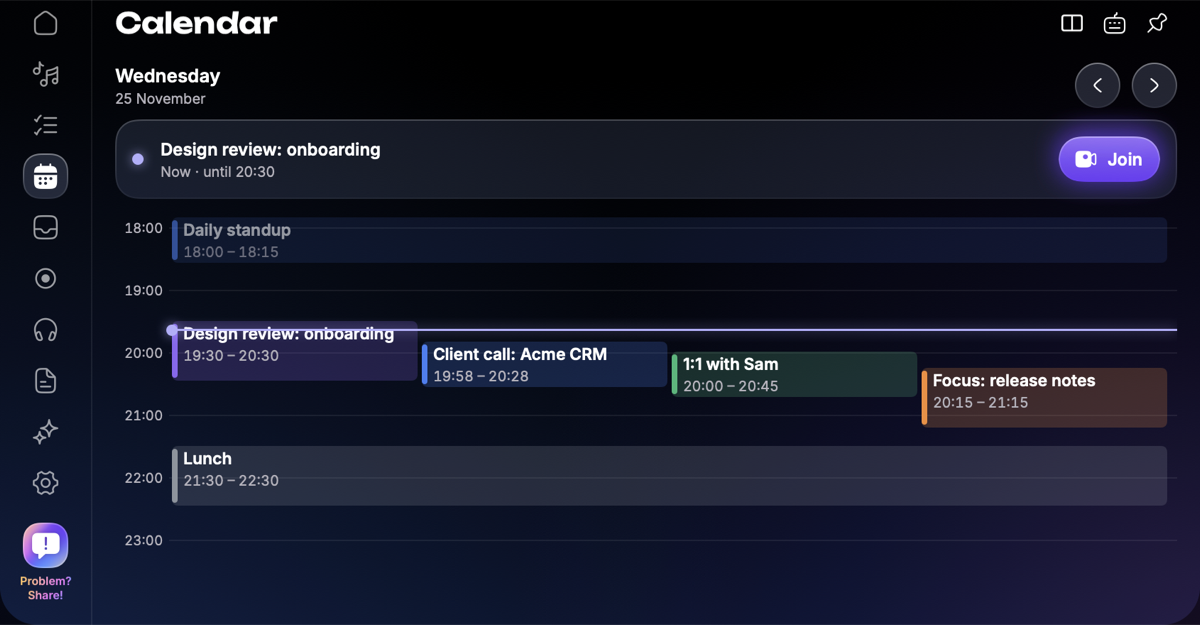 Calendar
Wednesday
25 November
Design review: onboarding
Now · until 20:30
Join
18:00
Daily standup
18:00 – 18:15
19:00
Design review: onboarding
19:30 – 20:30
20:00
Client call: Acme CRM
19:58 – 20:28
1:1 with Sam
20:00 – 20:45
Focus: release notes
20:15 – 21:15
21:00
Lunch
21:30 – 22:30
22:00
23:00
Problem?
Share!